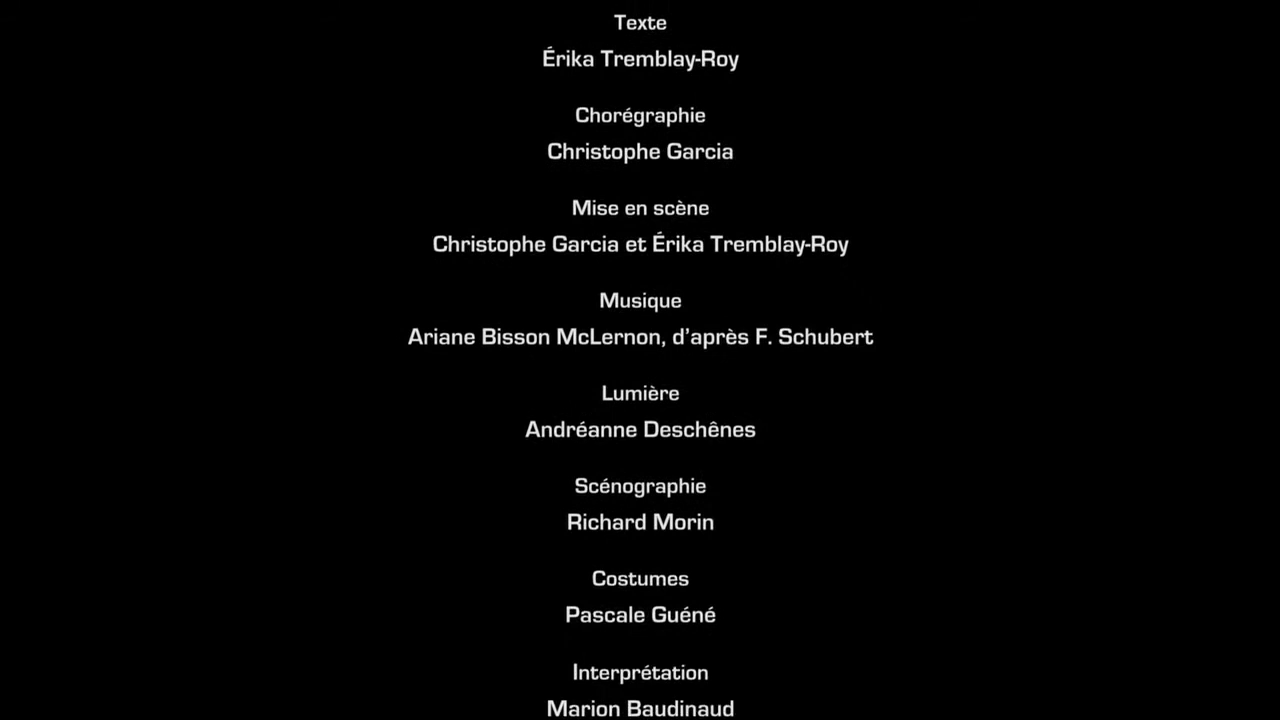 Texte
Érika Tremblay-Roy
Chorégraphie
Christophe Garcia
Mise en scène
Christophe Garcia et Érika Tremblay-Roy
Musique
Ariane Bisson McLernon, d’après F. Schubert
Lumière
Andréanne Deschênes
Scénographie
Richard Morin
Costumes
Pascale Guéné
Interprétation
Marion Baudinaud